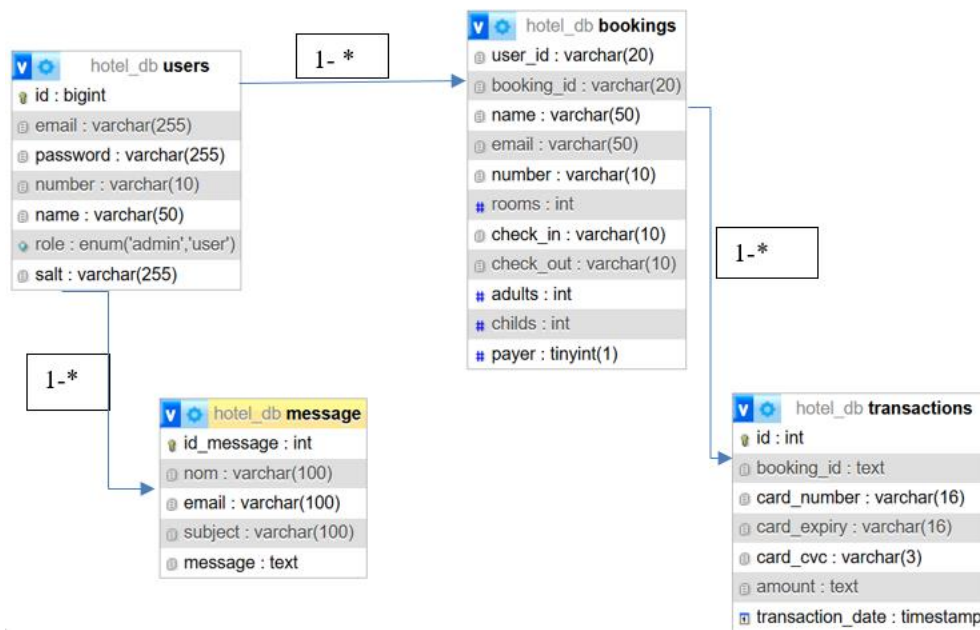 hotel_db users
id : bigint
email : varchar(255)
password : varchar(255)
number : varchar(10)
name : varchar(50)
role : enum('admin','user')
salt : varchar(255)
1- *
hotel_db bookings
user_id : varchar(20)
booking_id : varchar(20)
name : varchar(50)
email : varchar(50)
number : varchar(10)
rooms : int
check_in : varchar(10)
check_out : varchar(10)
adults : int
childs : int
payer : tinyint(1)
1-*
1-*
hotel_db message
id_message : int
nom : varchar(100)
email : varchar(100)
subject : varchar(100)
message : text
hotel_db transactions
id : int
booking_id : text
card_number : varchar(16)
card_expiry : varchar(16)
card_cvc : varchar(3)
amount : text
transaction_date : timestamp